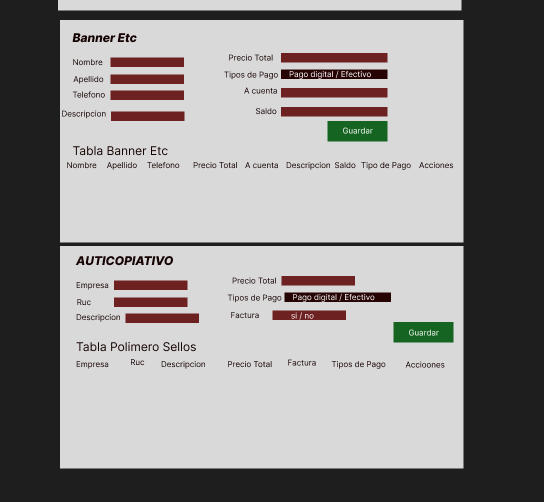 Banner Etc
Nombre
Apellido
Telefono
Descripcion
Precio Total
Tipos de Pago Pago digital / Efectivo
A cuenta
Saldo
Guardar
Tabla Banner Etc
Nombre Apellido Telefono Precio Total A cuenta Descripcion Saldo Tipo de Pago Acciones
AUTICOPIATIVO
Empresa
Ruc
Descripcion
Precio Total
Tipos de Pago Pago digital / Efectivo
Factura si / no
Guardar
Tabla Polimero Sellos
Empresa Ruc Descripcion Precio Total Factura Tipos de Pago Accioones